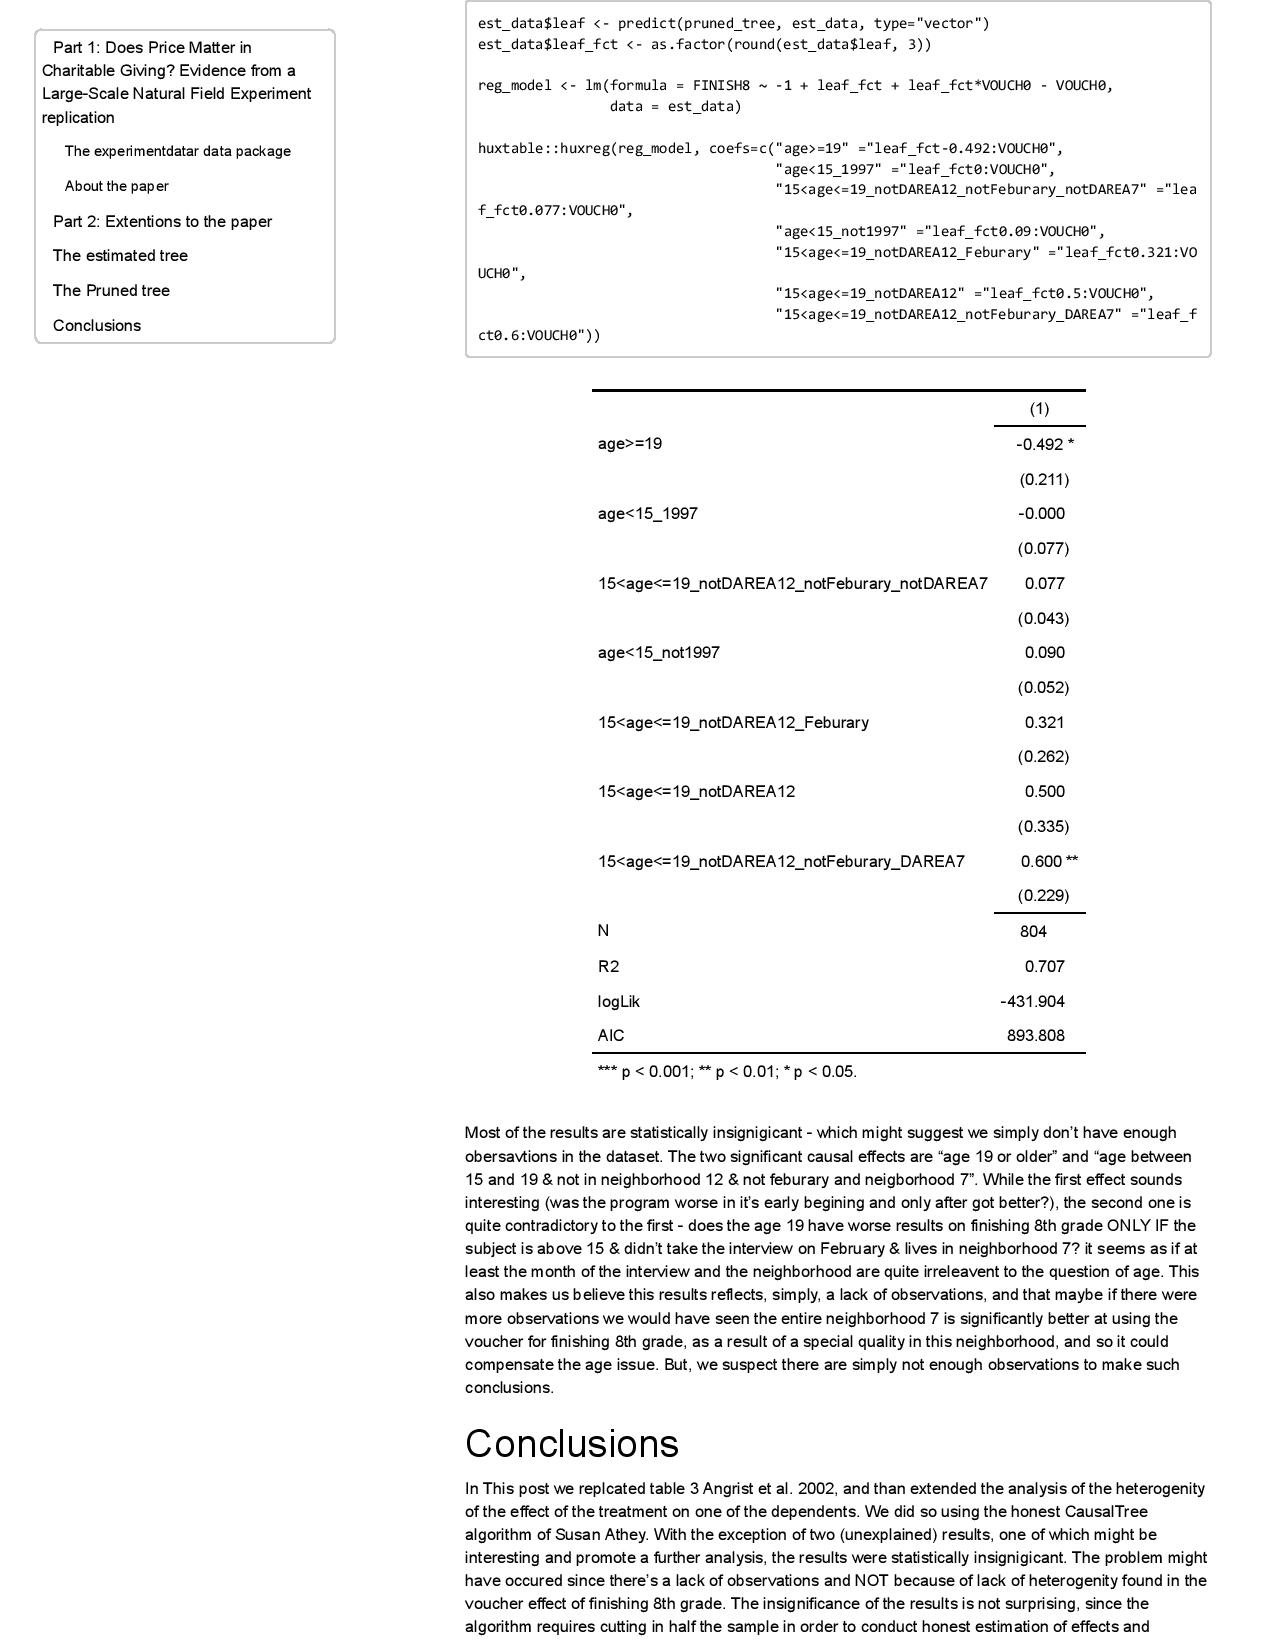 Part 1: Does Price Matter in
Charitable Giving? Evidence from a
Large-Scale Natural Field Experiment
replication
The experimentdatar data package
About the paper
Part 2: Extentions to the paper
The estimated tree
The Pruned tree
Conclusions
est_data$leaf <- predict(pruned_tree, est_data, type="vector")
est_data$leaf_fct <- as.factor(round(est_data$leaf, 3))
reg_model <- lm(formula = FINISH8 ~ -1 + leaf_fct + leaf_fct*VOUCH0 - VOUCH0,
data = est_data)
huxtable::huxreg(reg_model, coefs=c("age>=19" ="leaf_fct-0.492:VOUCH0",
"age<15_1997" ="leaf_fct0:VOUCH0",
"15<age<=19_notDAREA12_notFeburary_notDAREA7" ="lea
f_fct0.077:VOUCH0",
"age<15_not1997" ="leaf_fct0.09:VOUCH0",
"15<age<=19_notDAREA12_Feburary" ="leaf_fct0.321:VO
UCH0",
"15<age<=19_notDAREA12" ="leaf_fct0.5:VOUCH0",
"15<age<=19_notDAREA12_notFeburary_DAREA7" ="leaf_f
ct0.6:VOUCH0"))
(1)
age>=19 -0.492 *
(0.211)
age<15_1997 -0.000
(0.077)
15<age<=19_notDAREA12_notFeburary_notDAREA7 0.077
(0.043)
age<15_not1997 0.090
(0.052)
15<age<=19_notDAREA12_Feburary 0.321
(0.262)
15<age<=19_notDAREA12 0.500
(0.335)
15<age<=19_notDAREA12_notFeburary_DAREA7 0.600 **
(0.229)
N 804
R2 0.707
logLik -431.904
AIC 893.808
*** p < 0.001; ** p < 0.01; * p < 0.05.
Most of the results are statistically insignigicant - which might suggest we simply don’t have enough
obersavtions in the dataset. The two significant causal effects are “age 19 or older” and “age between
15 and 19 & not in neighborhood 12 & not feburary and neigborhood 7”. While the first effect sounds
interesting (was the program worse in it’s early begining and only after got better?), the second one is
quite contradictory to the first - does the age 19 have worse results on finishing 8th grade ONLY IF the
subject is above 15 & didn’t take the interview on February & lives in neighborhood 7? it seems as if at
least the month of the interview and the neighborhood are quite irreleavent to the question of age. This
also makes us believe this results reflects, simply, a lack of observations, and that maybe if there were
more observations we would have seen the entire neighborhood 7 is significantly better at using the
voucher for finishing 8th grade, as a result of a special quality in this neighborhood, and so it could
compensate the age issue. But, we suspect there are simply not enough observations to make such
conclusions.
Conclusions
In This post we replcated table 3 Angrist et al. 2002, and than extended the analysis of the heterogenity
of the effect of the treatment on one of the dependents. We did so using the honest CausalTree
algorithm of Susan Athey. With the exception of two (unexplained) results, one of which might be
interesting and promote a further analysis, the results were statistically insignigicant. The problem might
have occured since there’s a lack of observations and NOT because of lack of heterogenity found in the
voucher effect of finishing 8th grade. The insignificance of the results is not surprising, since the
algorithm requires cutting in half the sample in order to conduct honest estimation of effects and